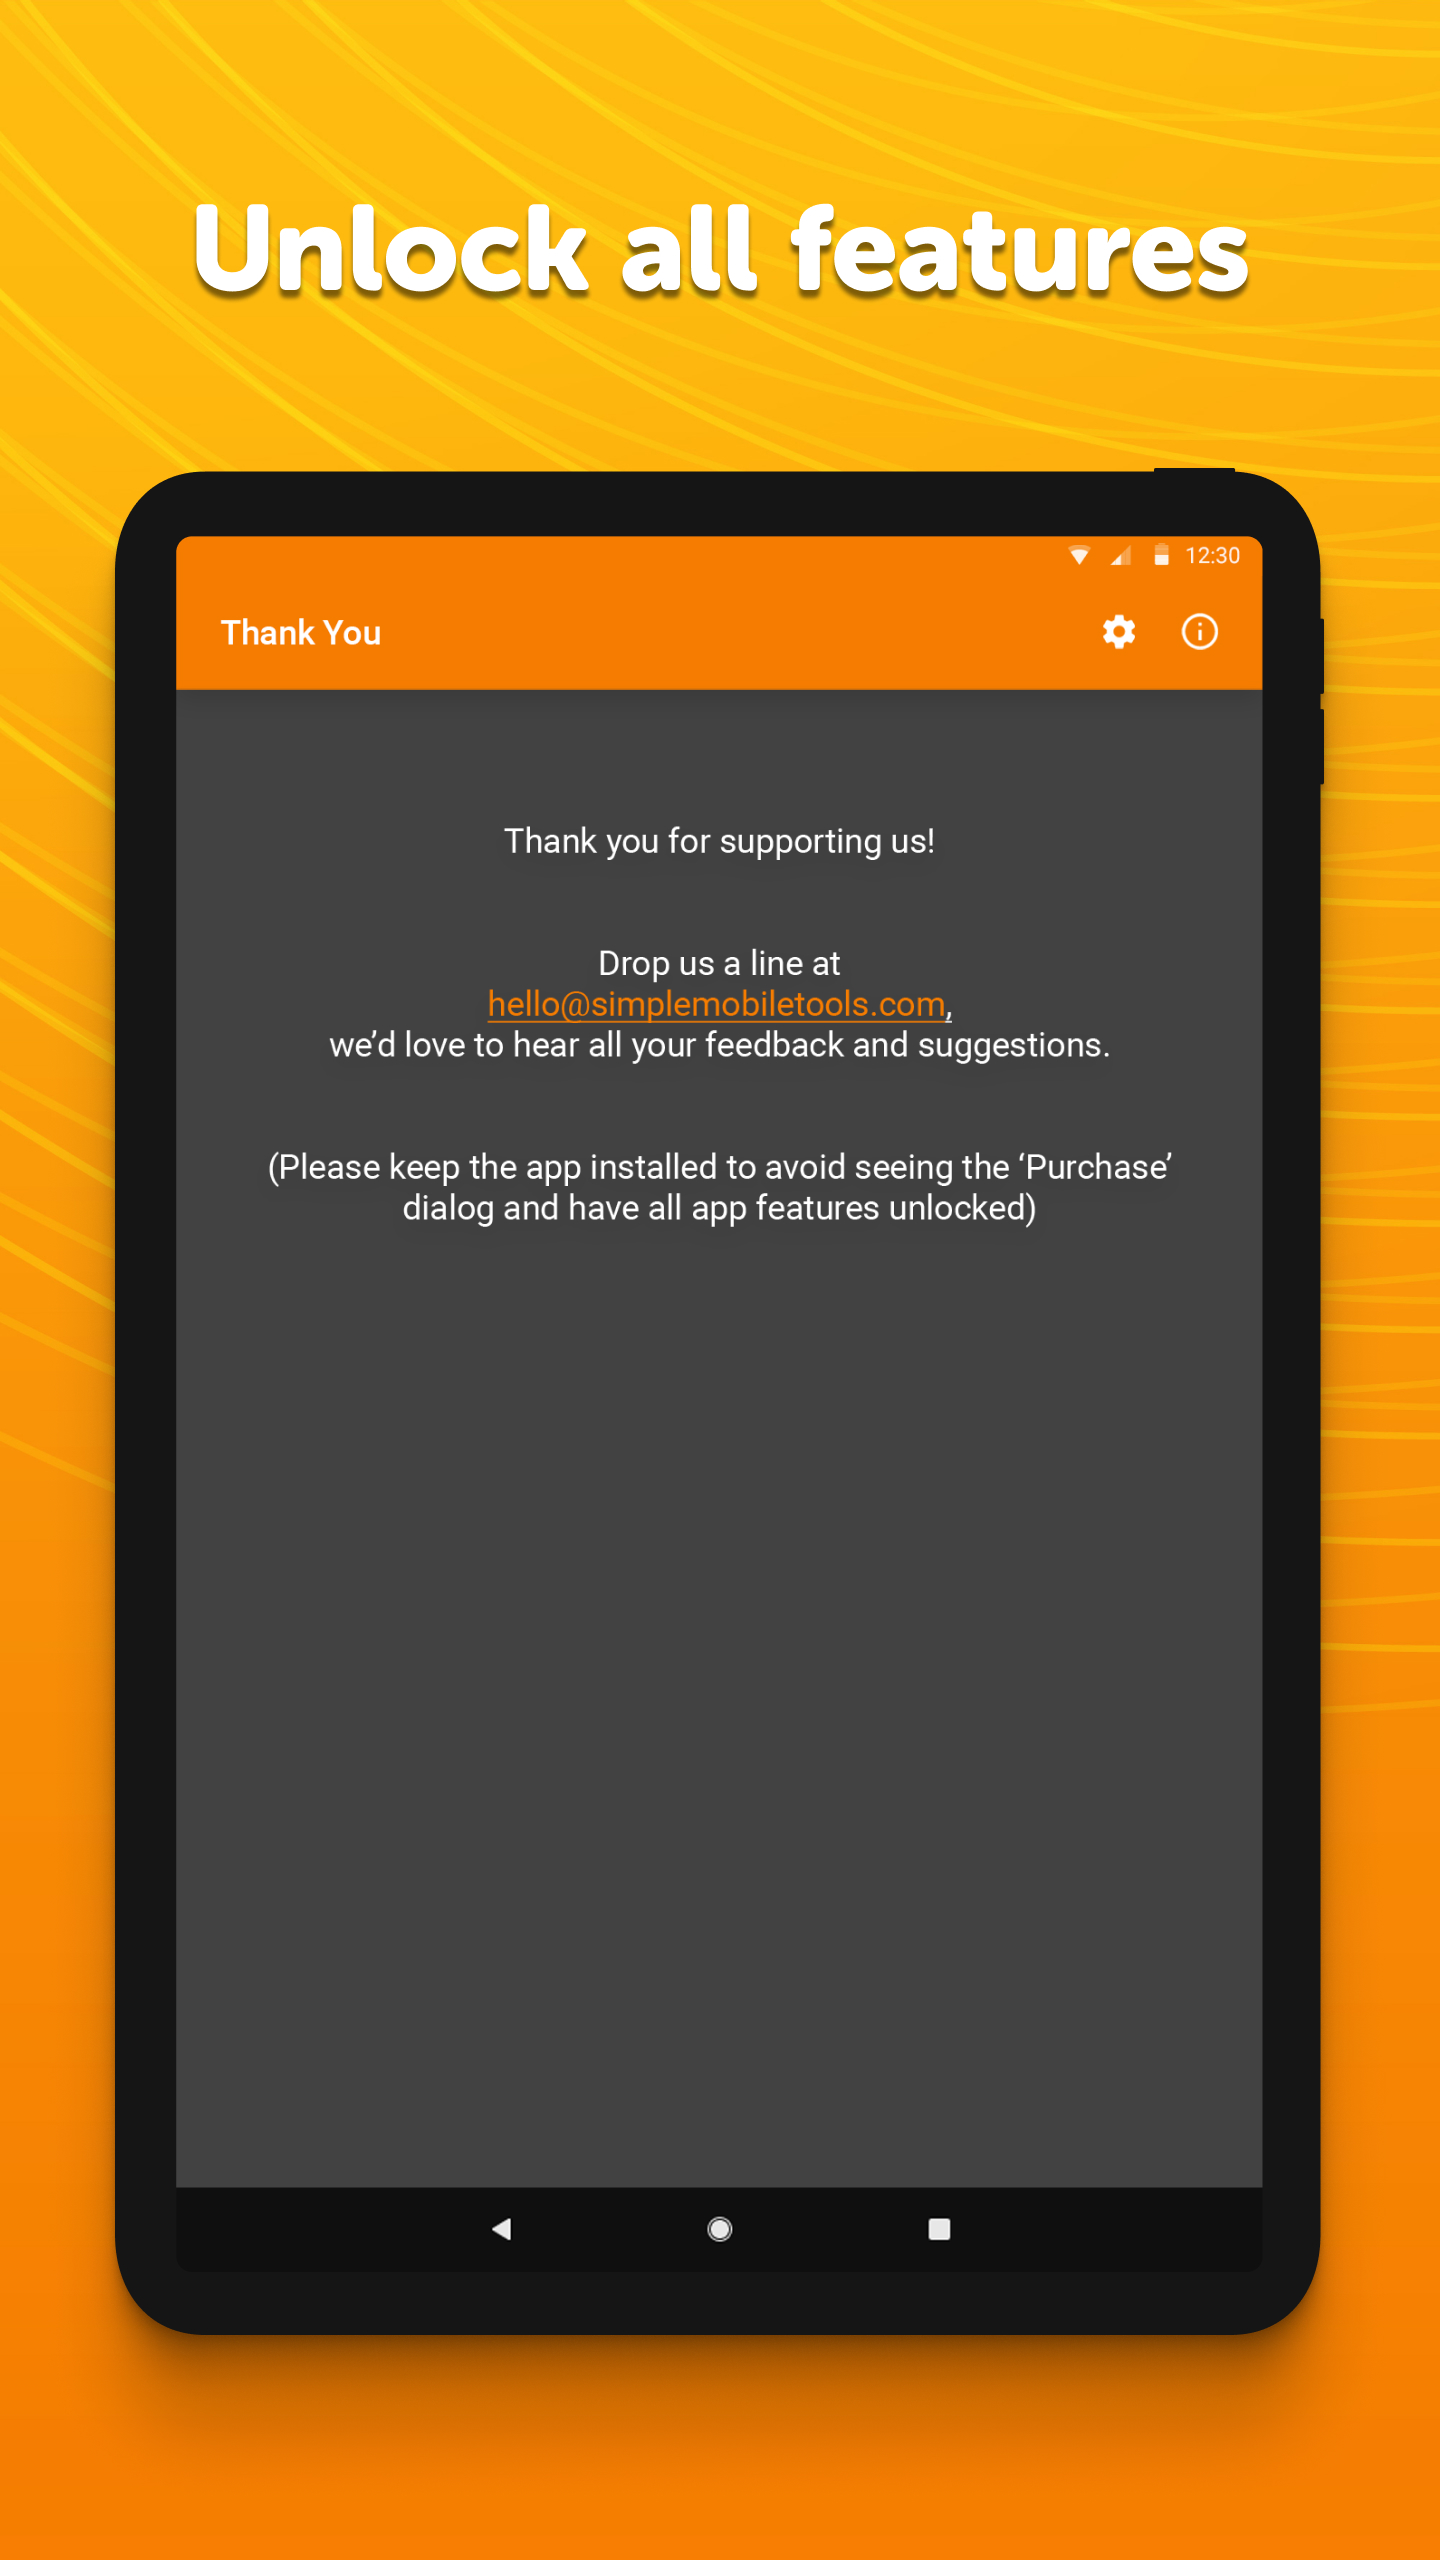 Unlock all features
12:30
Thank You
Thank you for supporting us!
Drop us a line at
hello@simplemobiletools.com,
we’d love to hear all your feedback and suggestions.
(Please keep the app installed to avoid seeing the ‘Purchase’
dialog and have all app features unlocked)